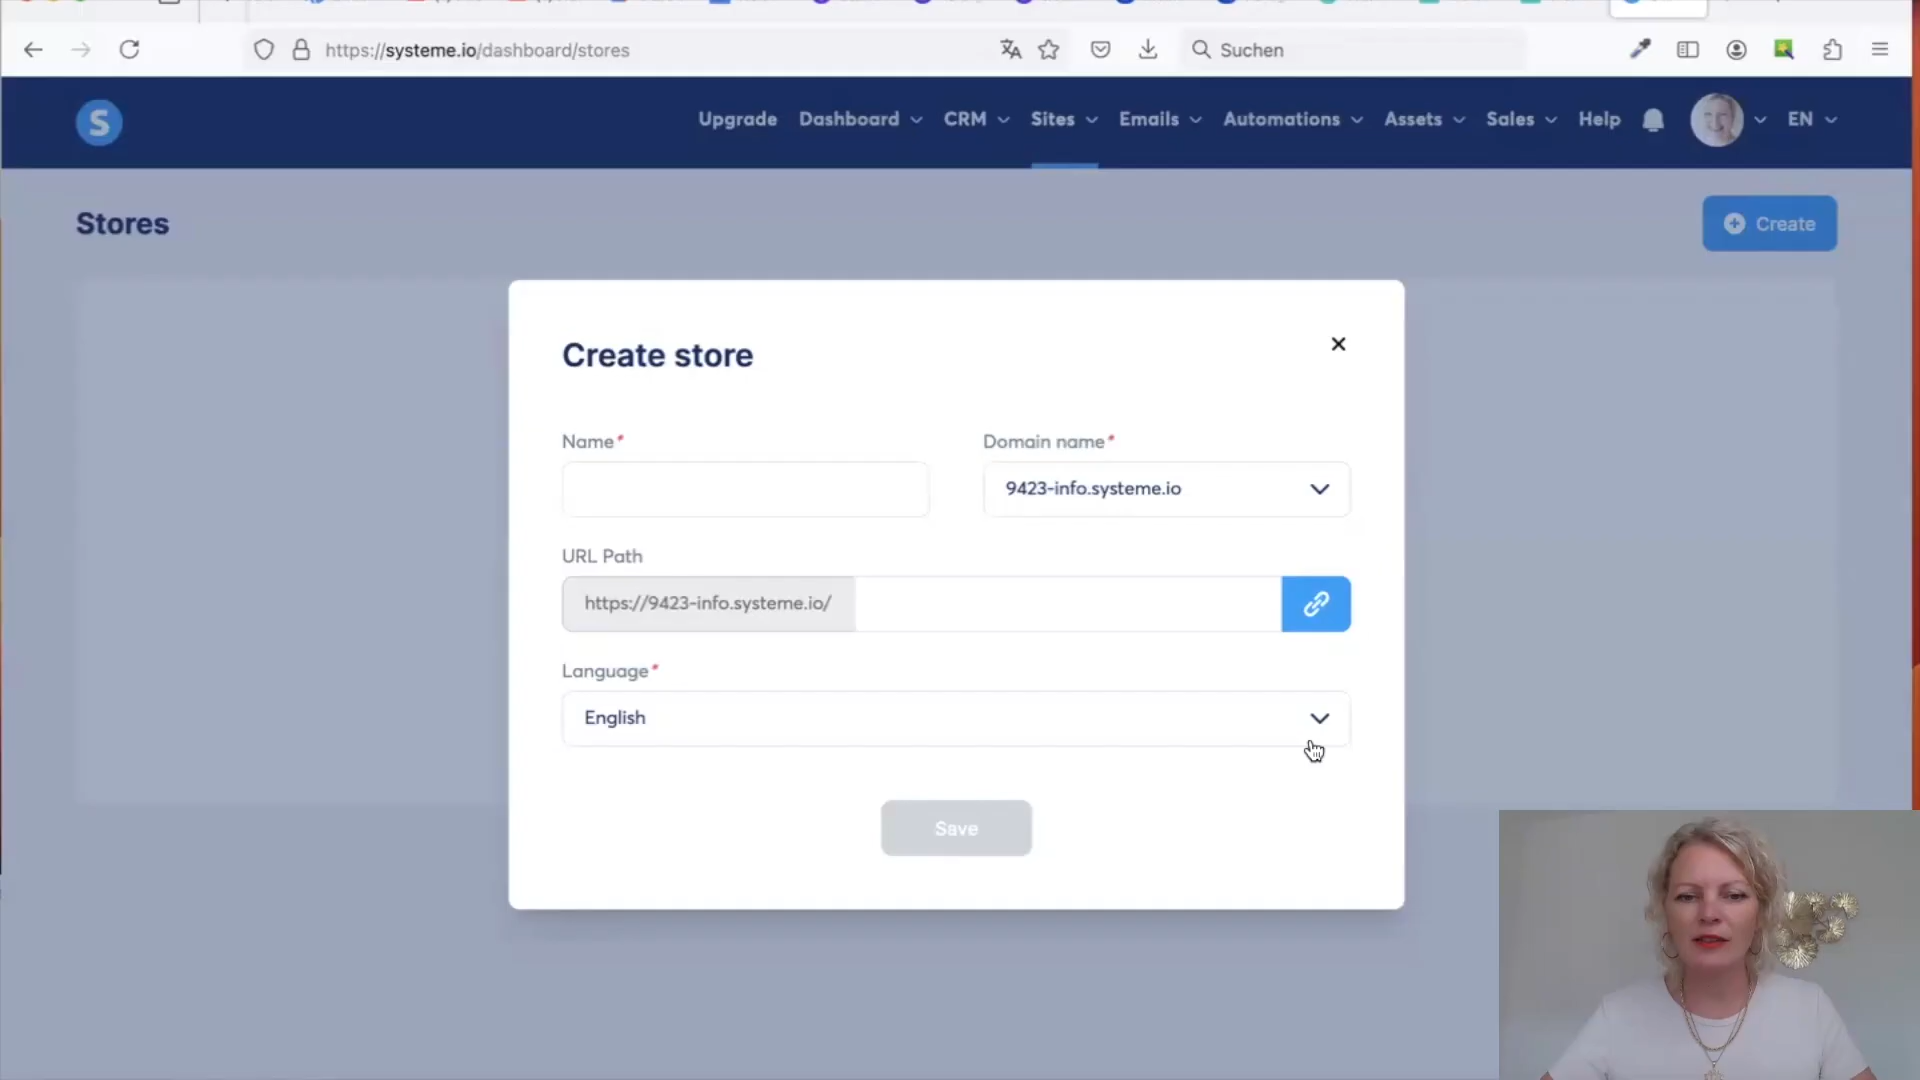 https://systeme.io/dashboard/stores
Suchen
S
Upgrade Dashboard CRM Sites Emails Automations Assets Sales Help EN
Stores
Create
Create store
Name*
Domain name*
9423-info.systeme.io
URL Path
https://9423-info.systeme.io/
Language*
English
Save